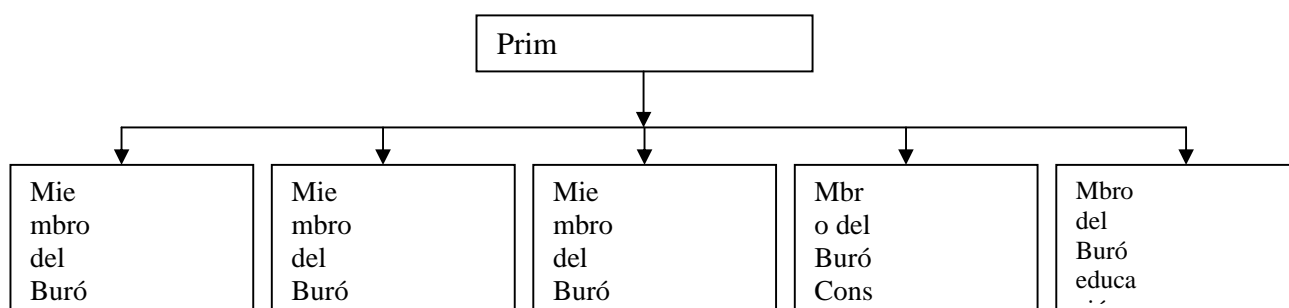 Prim
Mie
mbro
del
Buró
Mie
mbro
del
Buró
Mie
mbro
del
Buró
Mbr
o del
Buró
Cons
Mbro
del
Buró
educa